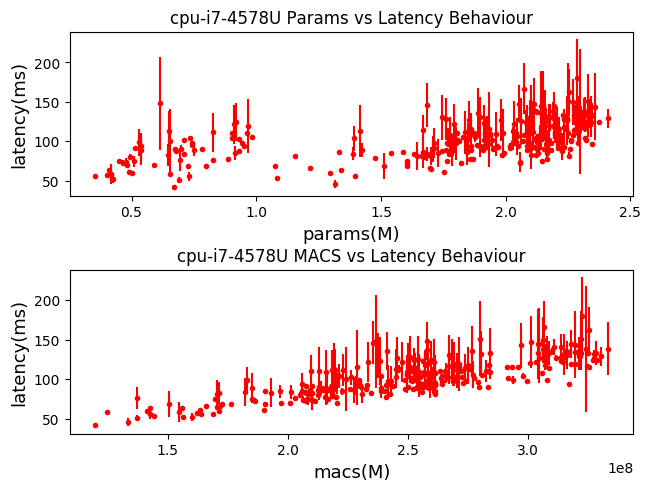 cpu-i7-4578U Params vs Latency Behaviour
200
150
100
50
latency(ms)
0.5 1.0 1.5 2.0 2.5
params(M)
cpu-i7-4578U MACS vs Latency Behaviour
200
150
100
50
latency(ms)
1.5 2.0 2.5 3.0
1e8
macs(M)